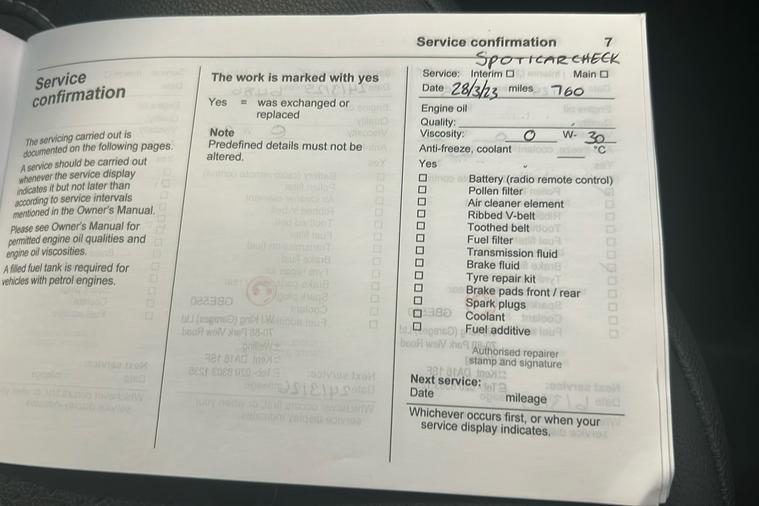 Service
confirmation
The servicing carried out is
documented on the following pages.
A service should be carried out
whenever the service display
indicates it but not later than
according to service intervals
mentioned in the Owner's Manual.
Please see Owner's Manual for
permitted engine oil qualities and
engine oil viscosities.
A filled fuel tank is required for
vehicles with petrol engines.
The work is marked with yes
Yes = was exchanged or
replaced
Note
Predefined details must not be
altered.
Service confirmation 7
SPOTICAR CHECK
Service: Interim ☐ Main ☐
Date 28/3/23 miles 760
Engine oil
Quality:
Viscosity: 0 W- 30
Anti-freeze, coolant °C
Yes
☐ Battery (radio remote control)
☐ Pollen filter
☐ Air cleaner element
☐ Ribbed V-belt
☐ Toothed belt
☐ Fuel filter
☐ Transmission fluid
☐ Brake fluid
☐ Tyre repair kit
☐ Brake pads front / rear
☐ Spark plugs
☐ Coolant
☐ Fuel additive
Authorised repairer
stamp and signature
Next service:
Date mileage
Whichever occurs first, or when your
service display indicates.